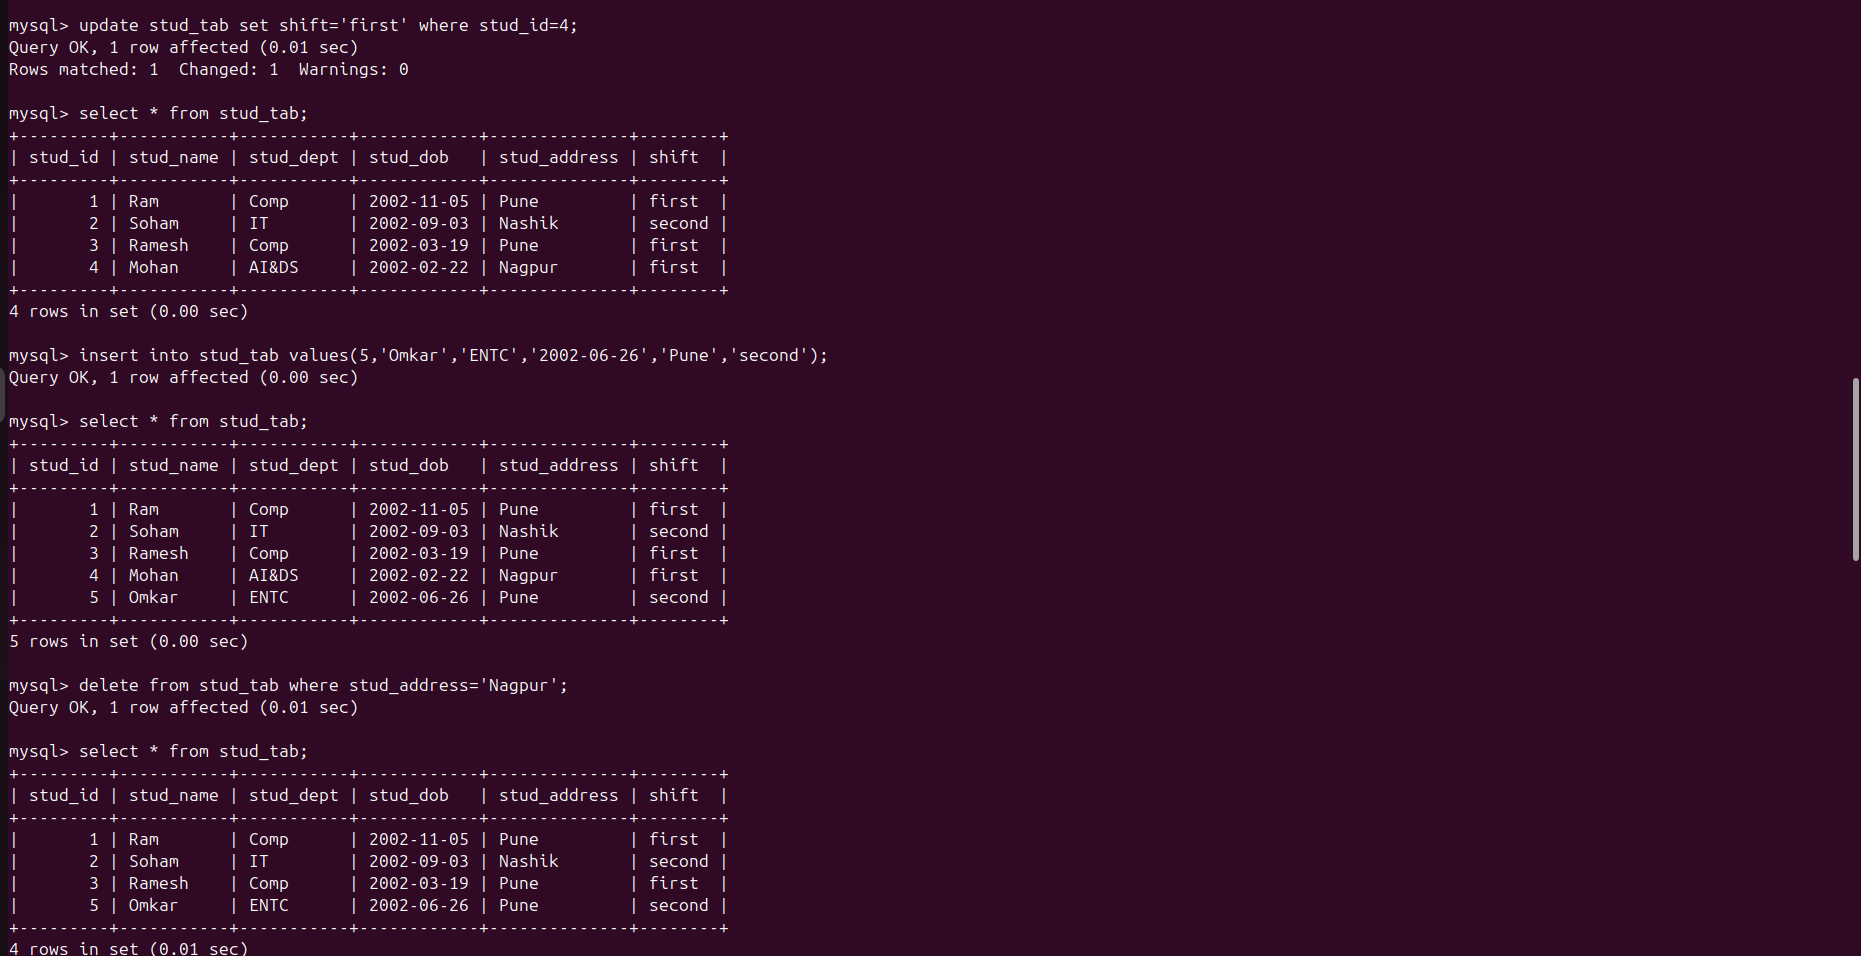 mysql> update stud_tab set shift='first' where stud_id=4;
Query OK, 1 row affected (0.01 sec)
Rows matched: 1  Changed: 1  Warnings: 0

mysql> select * from stud_tab;
+---------+-----------+-----------+------------+--------------+--------+
| stud_id | stud_name | stud_dept | stud_dob   | stud_address | shift  |
+---------+-----------+-----------+------------+--------------+--------+
|       1 | Ram       | Comp      | 2002-11-05 | Pune         | first  |
|       2 | Soham     | IT        | 2002-09-03 | Nashik       | second |
|       3 | Ramesh    | Comp      | 2002-03-19 | Pune         | first  |
|       4 | Mohan     | AI&DS     | 2002-02-22 | Nagpur       | first  |
+---------+-----------+-----------+------------+--------------+--------+
4 rows in set (0.00 sec)

mysql> insert into stud_tab values(5,'Omkar','ENTC','2002-06-26','Pune','second');
Query OK, 1 row affected (0.00 sec)

mysql> select * from stud_tab;
+---------+-----------+-----------+------------+--------------+--------+
| stud_id | stud_name | stud_dept | stud_dob   | stud_address | shift  |
+---------+-----------+-----------+------------+--------------+--------+
|       1 | Ram       | Comp      | 2002-11-05 | Pune         | first  |
|       2 | Soham     | IT        | 2002-09-03 | Nashik       | second |
|       3 | Ramesh    | Comp      | 2002-03-19 | Pune         | first  |
|       4 | Mohan     | AI&DS     | 2002-02-22 | Nagpur       | first  |
|       5 | Omkar     | ENTC      | 2002-06-26 | Pune         | second |
+---------+-----------+-----------+------------+--------------+--------+
5 rows in set (0.00 sec)

mysql> delete from stud_tab where stud_address='Nagpur';
Query OK, 1 row affected (0.01 sec)

mysql> select * from stud_tab;
+---------+-----------+-----------+------------+--------------+--------+
| stud_id | stud_name | stud_dept | stud_dob   | stud_address | shift  |
+---------+-----------+-----------+------------+--------------+--------+
|       1 | Ram       | Comp      | 2002-11-05 | Pune         | first  |
|       2 | Soham     | IT        | 2002-09-03 | Nashik       | second |
|       3 | Ramesh    | Comp      | 2002-03-19 | Pune         | first  |
|       5 | Omkar     | ENTC      | 2002-06-26 | Pune         | second |
+---------+-----------+-----------+------------+--------------+--------+
4 rows in set (0.01 sec)